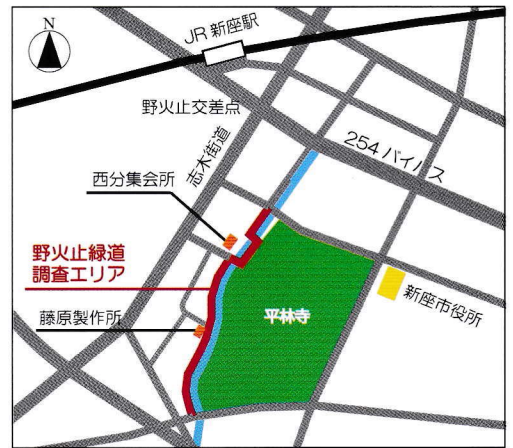 N
JR 新座駅
野火止交差点
志木街道
254 バイパス
西分集会所
野火止緑道
調査エリア
藤原製作所
平林寺
新座市役所